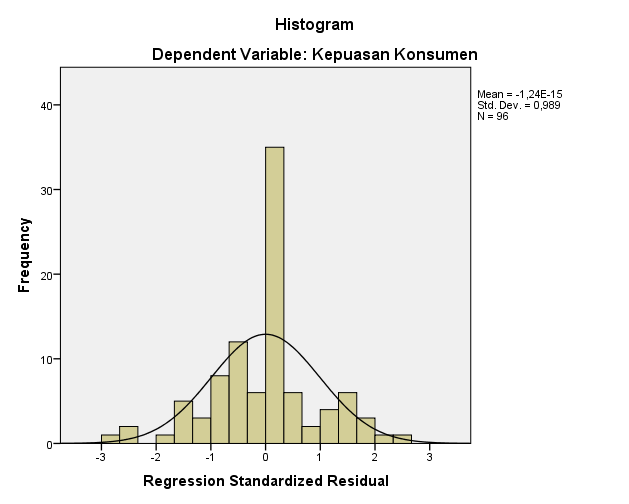 Histogram
Dependent Variable: Kepuasan Konsumen
Mean = -1,24E-15
Std. Dev. = 0,989
N = 96
Frequency
40
30
20
10
0
-3 -2 -1 0 1 2 3
Regression Standardized Residual